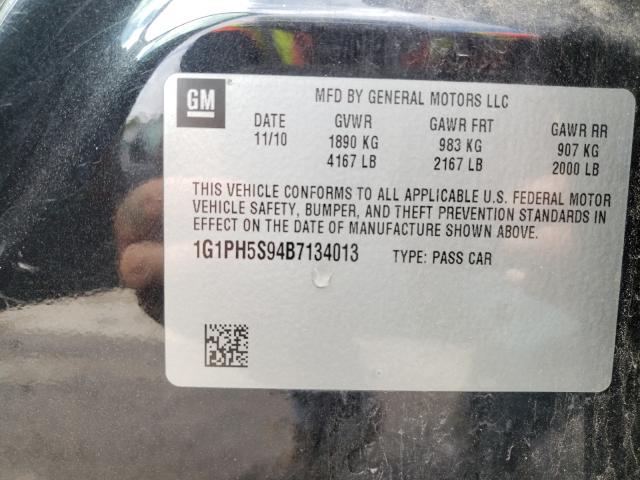 GM
MFD BY GENERAL MOTORS LLC
DATE GVWR GAWR FRT GAWR RR
11/10 1890 KG 983 KG 907 KG
4167 LB 2167 LB 2000 LB
THIS VEHICLE CONFORMS TO ALL APPLICABLE U.S. FEDERAL MOTOR
VEHICLE SAFETY, BUMPER, AND THEFT PREVENTION STANDARDS IN
EFFECT ON THE DATE OF MANUFACTURE SHOWN ABOVE.
1G1PH5S94B7134013 TYPE: PASS CAR